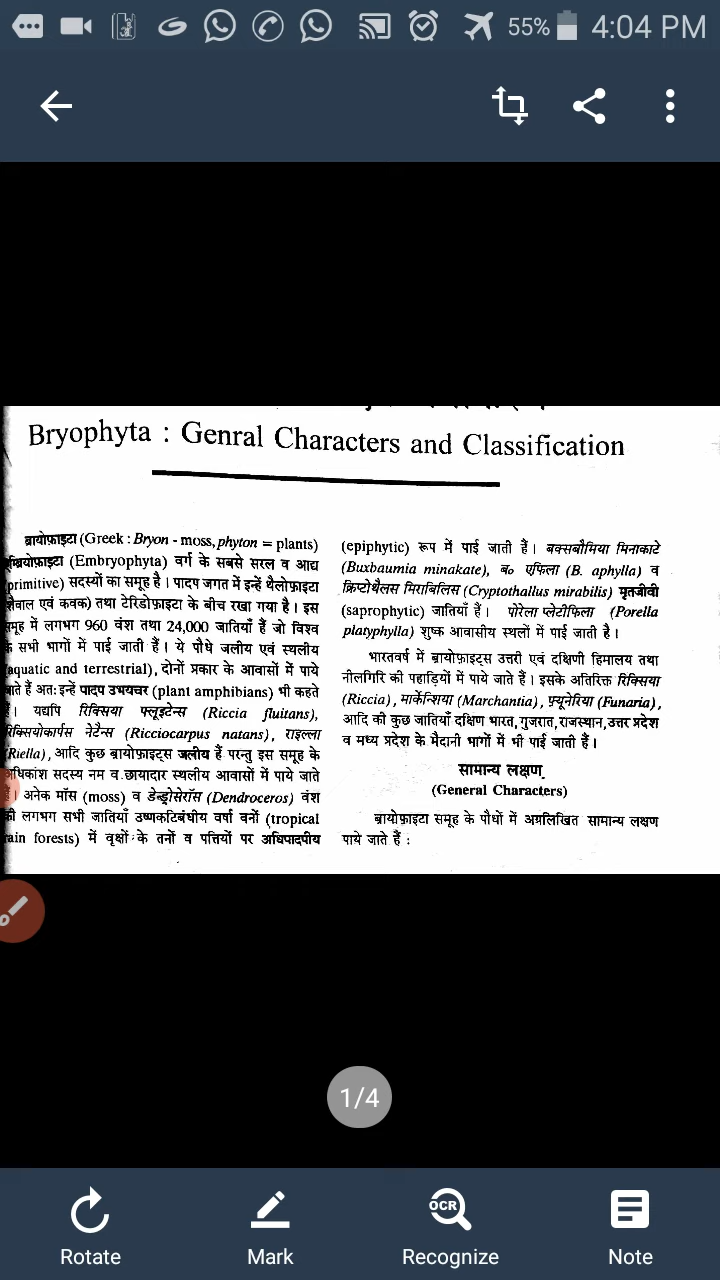 55% 4:04 PM
Bryophyta : Genral Characters and Classification
ब्रायोफ़ाइटा (Greek : Bryon - moss, phyton = plants)
एम्ब्रियोफ़ाइटा (Embryophyta) वर्ग के सबसे सरल व आद्य
(primitive) सदस्यों का समूह है । पादप जगत में इन्हें थैलोफ़ाइटा
(शैवाल एवं कवक) तथा टेरिडोफ़ाइटा के बीच रखा गया है । इस
समूह में लगभग 960 वंश तथा 24,000 जातियाँ हैं जो विश्व
के सभी भागों में पाई जाती हैं । ये पौधे जलीय एवं स्थलीय
(aquatic and terrestrial), दोनों प्रकार के आवासों में पाये
जाते हैं अतः इन्हें पादप उभयचर (plant amphibians) भी कहते
हैं । यद्यपि रिक्सिया फ्लूइटेन्स (Riccia fluitans),
रिक्सियोकार्पस नेटैन्स (Ricciocarpus natans), राइल्ला
(Riella), आदि कुछ ब्रायोफ़ाइट्स जलीय हैं परन्तु इस समूह के
अधिकांश सदस्य नम व छायादार स्थलीय आवासों में पाये जाते
हैं । अनेक मॉस (moss) व डेन्ड्रोसेरॉस (Dendroceros) वंश
की लगभग सभी जातियाँ उष्णकटिबंधीय वर्षा वनों (tropical
rain forests) में वृक्षों के तनों व पत्तियों पर अधिपादपीय
(epiphytic) रूप में पाई जाती हैं । बक्सबौमिया मिनाकाटे
(Buxbaumia minakate), ब० एफिला (B. aphylla) व
क्रिप्टोथैलस मिराबिलिस (Cryptothallus mirabilis) मृतजीवी
(saprophytic) जातियाँ हैं । पोरेला प्लेटीफिला (Porella
platyphylla) शुष्क आवासीय स्थलों में पाई जाती है ।
भारतवर्ष में ब्रायोफ़ाइट्स उत्तरी एवं दक्षिणी हिमालय तथा
नीलगिरि की पहाड़ियों में पाये जाते हैं । इसके अतिरिक्त रिक्सिया
(Riccia), मार्केन्शिया (Marchantia), फ़्यूनेरिया (Funaria),
आदि की कुछ जातियाँ दक्षिण भारत, गुजरात, राजस्थान, उत्तर प्रदेश
व मध्य प्रदेश के मैदानी भागों में भी पाई जाती हैं ।
सामान्य लक्षण
(General Characters)
ब्रायोफ़ाइटा समूह के पौधों में अग्रलिखित सामान्य लक्षण
पाये जाते हैं :
1/4
OCR
Rotate Mark Recognize Note